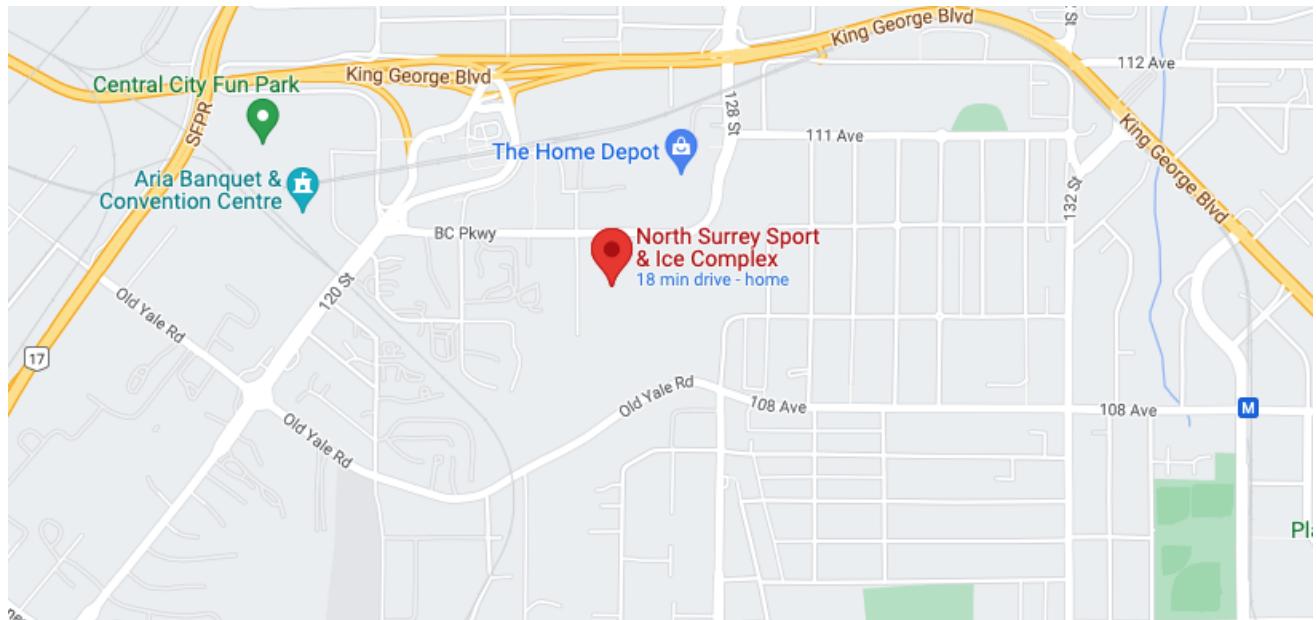 King George Blvd
112 Ave
King George Blvd
Central City Fun Park
SFPR
128 St
111 Ave
King George Blvd
The Home Depot
Aria Banquet &
Convention Centre
132 St
BC Pkwy
North Surrey Sport
& Ice Complex
18 min drive - home
120 St
Old Yale Rd
17
Old Yale Rd
108 Ave
108 Ave
M
Old Yale Rd